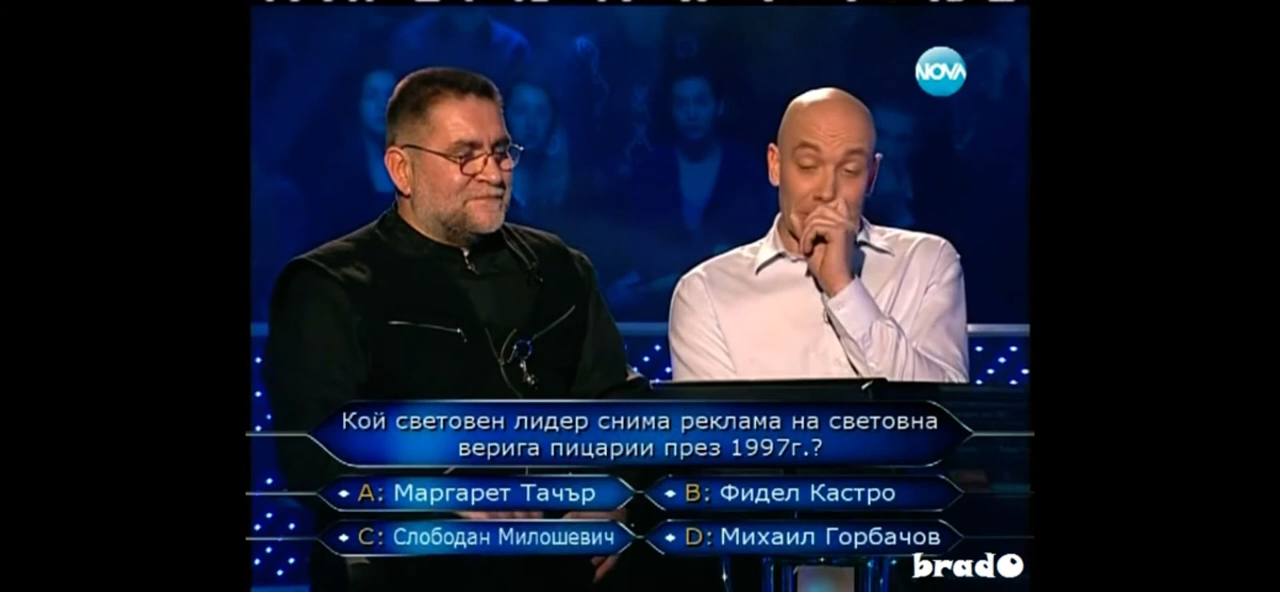 NOVA
Кой световен лидер снима реклама на световна
верига пицарии през 1997г.?
A: Маргарет Тачър
B: Фидел Кастро
C: Слободан Милошевич
D: Михаил Горбачов
bradO